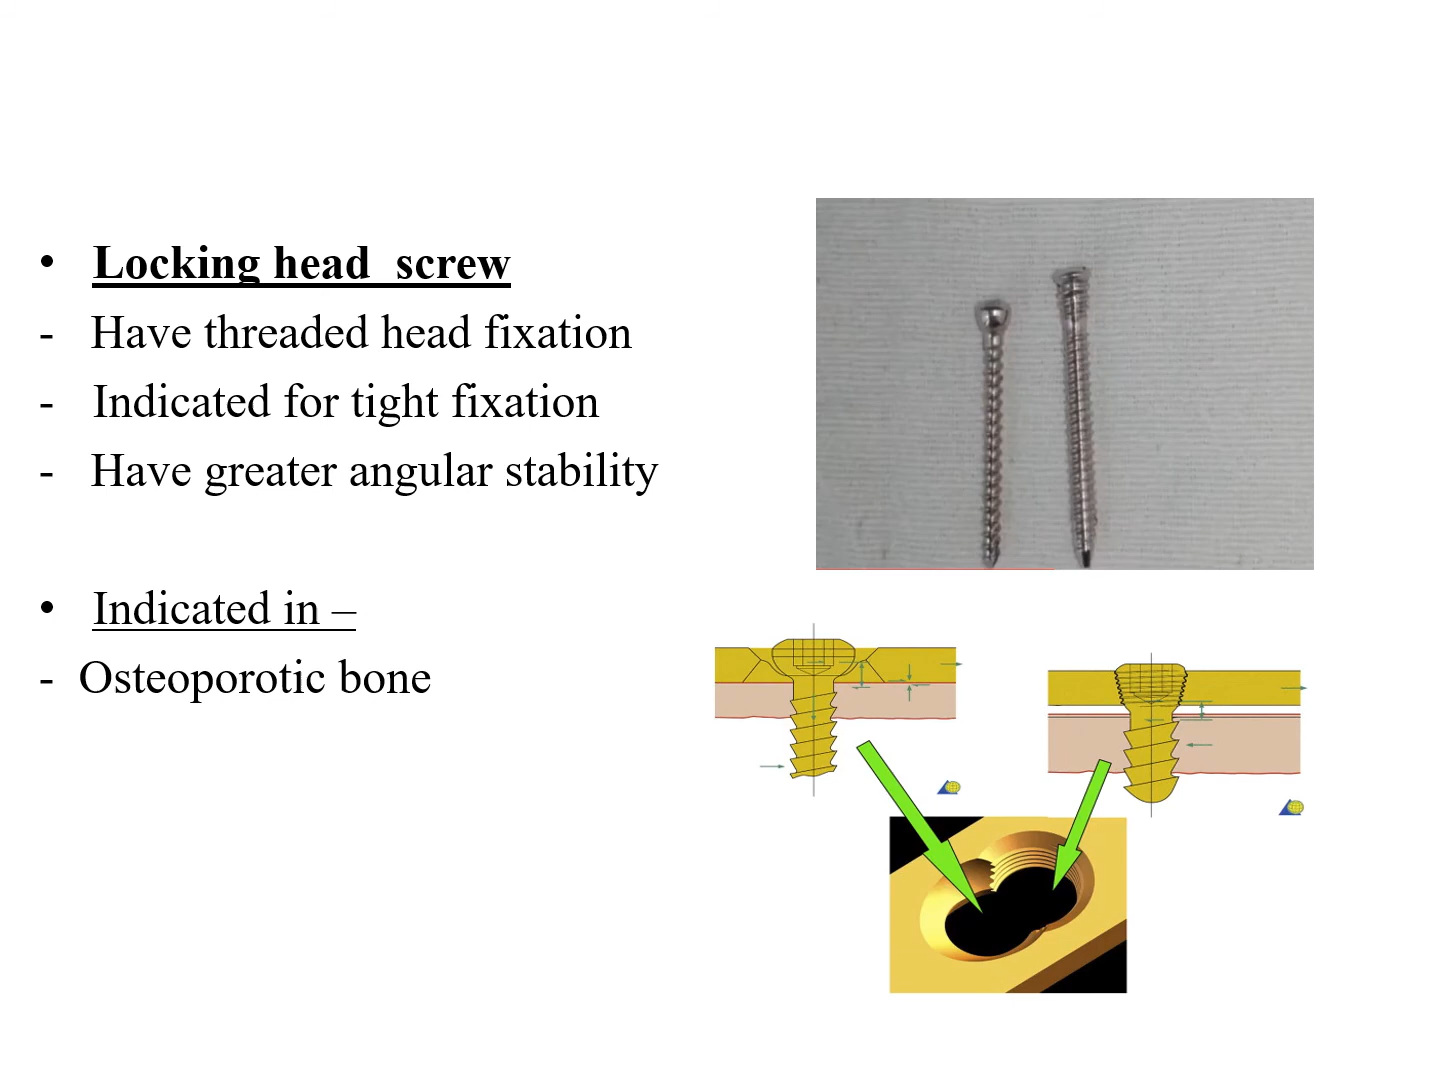 • Locking head  screw
- Have threaded head fixation
- Indicated for tight fixation
- Have greater angular stability
• Indicated in –
- Osteoporotic bone